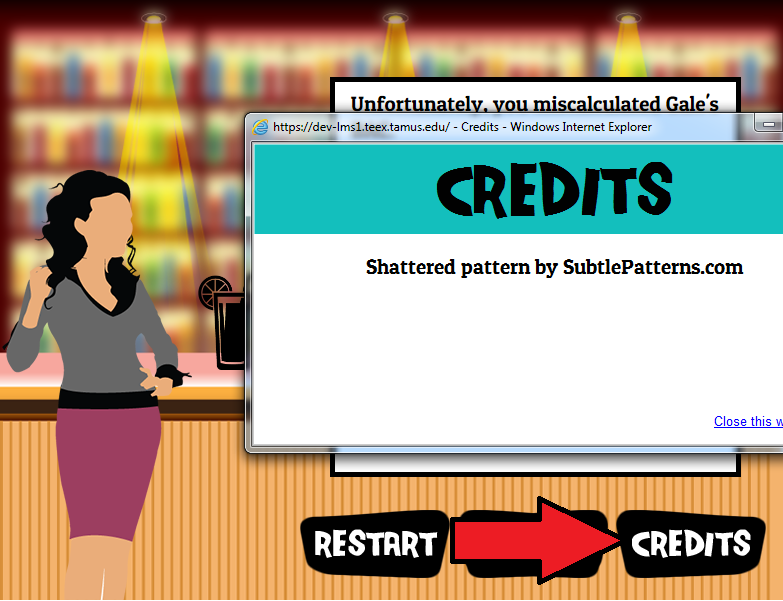 Unfortunately, you miscalculated Gale's
https://dev-lms1.teex.tamus.edu/ - Credits - Windows Internet Explorer
CREDITS
Shattered pattern by SubtlePatterns.com
Close this w
RESTART
CREDITS